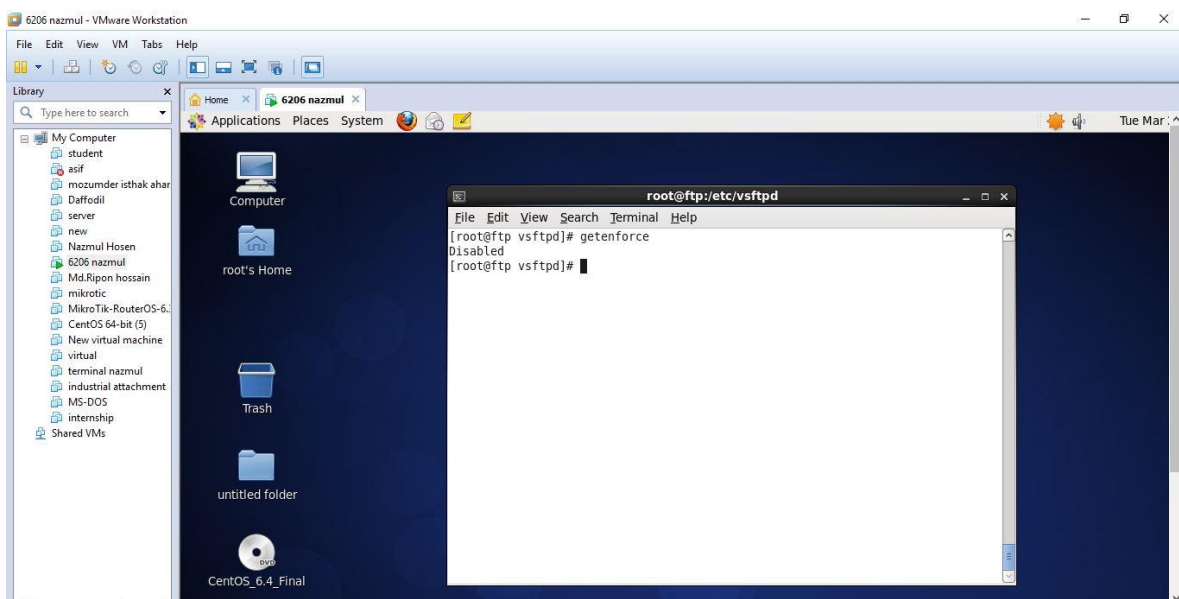 6206 nazmul - VMware Workstation
File Edit View VM Tabs Help
Library
Type here to search
My Computer
student
asif
mozumder isthak ahar
Daffodil
server
new
Nazmul Hosen
6206 nazmul
Md.Ripon hossain
mikrotic
MikroTik-RouterOS-6.
CentOS 64-bit (5)
New virtual machine
virtual
terminal nazmul
industrial attachment
MS-DOS
internship
Shared VMs
Home
6206 nazmul
Applications Places System
Tue Mar
Computer
root's Home
Trash
untitled folder
DVD
CentOS_6.4_Final
root@ftp:/etc/vsftpd
File Edit View Search Terminal Help
[root@ftp vsftpd]# getenforce
Disabled
[root@ftp vsftpd]#